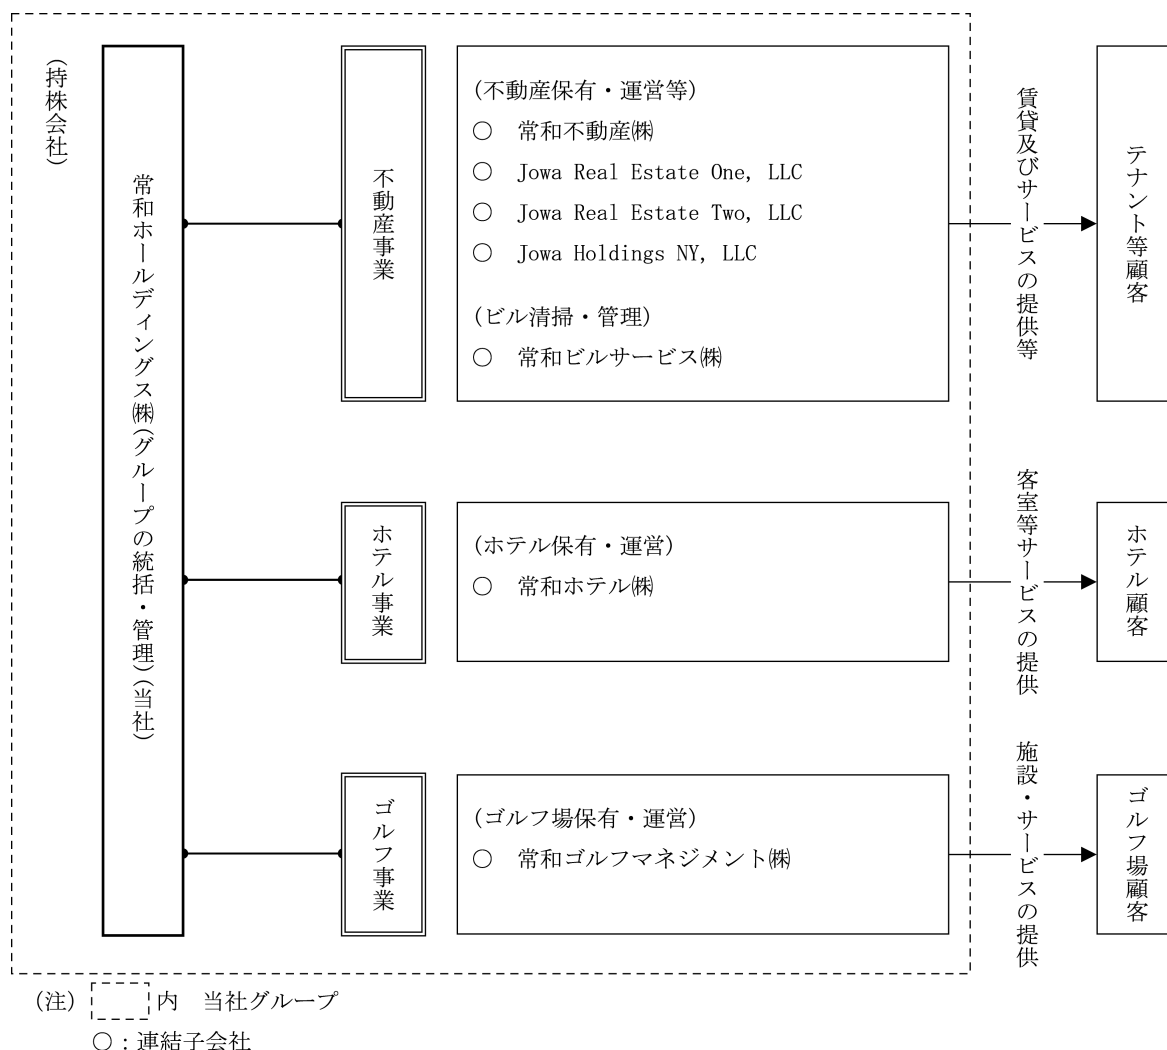 (持株会社)
常和ホールディングス㈱(グループの統括・管理)(当社)
不動産事業
(不動産保有・運営等)
○ 常和不動産㈱
○ Jowa Real Estate One, LLC
○ Jowa Real Estate Two, LLC
○ Jowa Holdings NY, LLC
(ビル清掃・管理)
○ 常和ビルサービス㈱
賃貸及びサービスの提供等
テナント等顧客
ホテル事業
(ホテル保有・運営)
○ 常和ホテル㈱
客室等サービスの提供
ホテル顧客
ゴルフ事業
(ゴルフ場保有・運営)
○ 常和ゴルフマネジメント㈱
施設・サービスの提供
ゴルフ場顧客
(注) 内 当社グループ
○：連結子会社